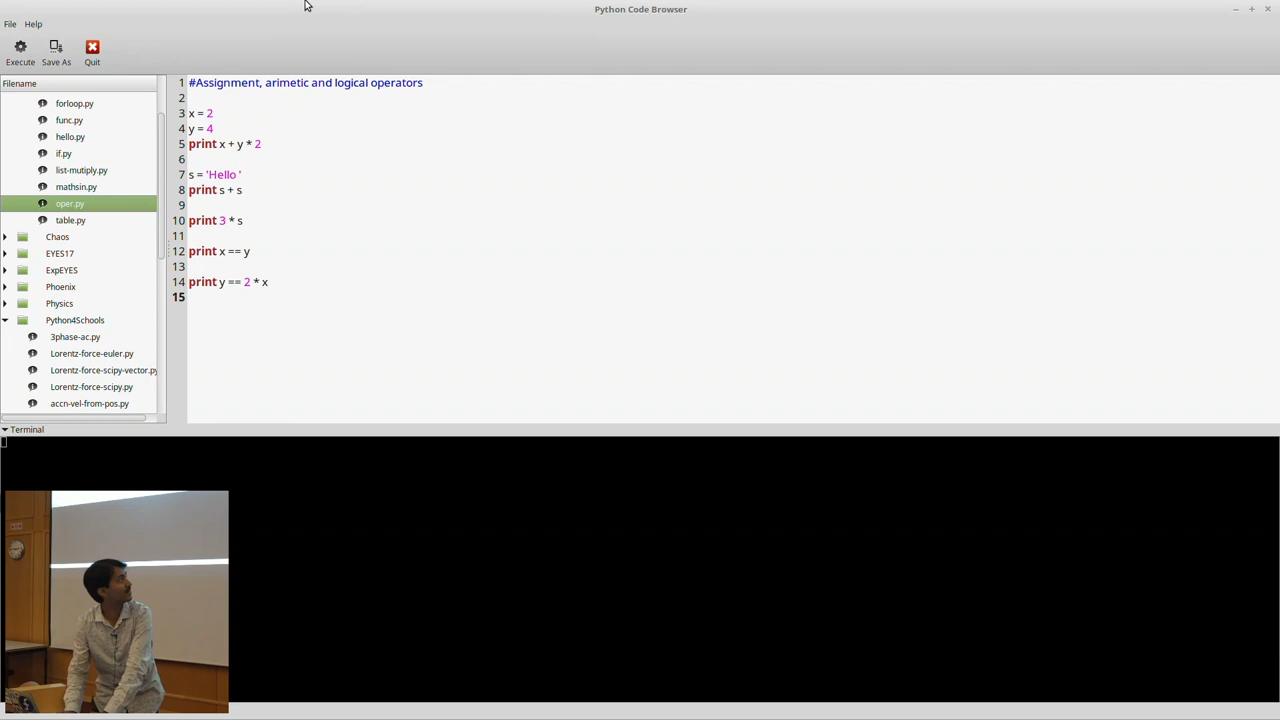 Python Code Browser
File Help
Execute Save As Quit
Filename
forloop.py
func.py
hello.py
if.py
list-mutiply.py
mathsin.py
oper.py
table.py
Chaos
EYES17
ExpEYES
Phoenix
Physics
Python4Schools
3phase-ac.py
Lorentz-force-euler.py
Lorentz-force-scipy-vector.py
Lorentz-force-scipy.py
accn-vel-from-pos.py
1 #Assignment, arimetic and logical operators
2
3 x = 2
4 y = 4
5 print x + y * 2
6
7 s = 'Hello '
8 print s + s
9
10 print 3 * s
11
12 print x == y
13
14 print y == 2 * x
15
Terminal